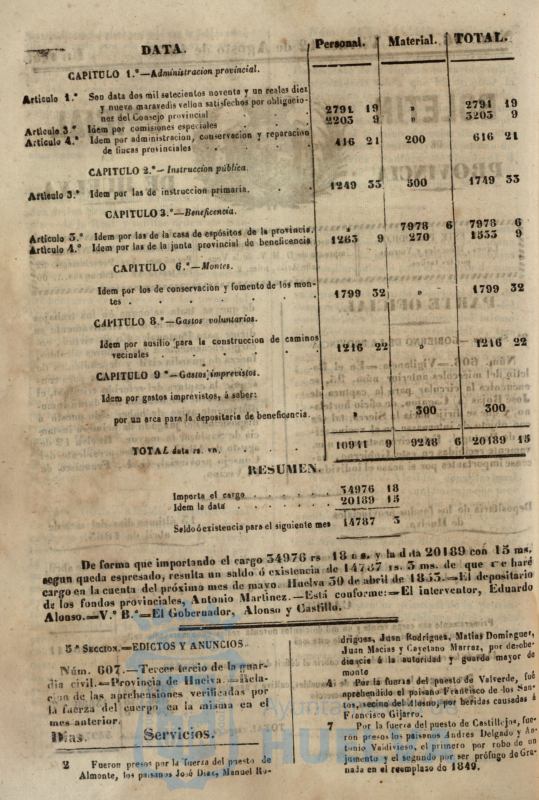 DATA. Personal. Material. TOTAL.
CAPITULO 1.º—Administracion provincial.
Artículo 1.º Son data dos mil setecientos noventa y un reales diez
y nueve maravedis vellon satisfechos por obligacio-
nes del Consejo provincial 2791 19 » 2791 19
Artículo 3.º Idem por comisiones especiales 2203 9 » 3203 9
Artículo 4.º Idem por administracion, conservacion y reparacion
de fincas provinciales 416 21 200 616 21
CAPITULO 2.º—Instruccion pública.
Artículo 3.º Idem por las de instruccion primaria. 1249 33 500 1749 33
CAPITULO 3.º—Beneficencia.
Artículo 3.º Idem por las de la casa de espósitos de la provincia. » 7978 6 7978 6
Artículo 4.º Idem por las de la junta provincial de beneficencia 1263 9 270 1533 9
CAPITULO 6.º—Montes.
Idem por los de conservacion y fomento de los mon-
tes 1799 32 » 1799 32
CAPITULO 8.º—Gastos voluntarios.
Idem por ausilio para la construccion de caminos
vecinales 1216 22 » 1216 22
CAPITULO 9º—Gastos imprevistos.
Idem por gastos imprevistos, á saber:
por un arca para la depositaria de beneficencia. » 300 300
TOTAL data rs. vn. 10941 9 9248 6 20189 15
RESUMEN.
Importa el cargo 34976 18
Idem la data 20189 15
Saldo ó existencia para el siguiente mes 14787 3
De forma que importando el cargo 34976 rs 18 ms. y la data 20189 con 15 ms.
segun queda espresado, resulta un saldo ó existencia de 14787 rs. 3 ms. de que me haré
cargo en la cuenta del próximo mes de mayo. Huelva 30 de abril de 1853.=El depositario
de los fondos provinciales, Antonio Martinez.—Está conforme:=El interventor, Eduardo
Alonso.=V.º B.º=El Gobernador, Alonso y Castillo.
5ª SECCION.—EDICTOS Y ANUNCIOS
Núm. 607.—Tercer tercio de la guar-
dia civil.—Provincia de Huelva.=Rela-
cion de las aprehensiones verificadas por
la fuerza del cuerpo en la misma en el
mes anterior.
Dias. Servicios.
2 Fueron presos por la fuerza del puesto de
Almonte, los paisanos José Diaz, Manuel Ro-
drigues, Juan Rodriguez, Matias Dominguez,
Juan Macias y Cayetano Marraz, por desobe-
diencia á la autoridad y guarda mayor de
monte
4 Por la fuerza del puesto de Valverde, fué
aprehendido el paisano Francisco de los San-
tos, vecino del Alosno, por heridas causadas á
Francisco Gijarro.
7 Por la fuerza del puesto de Castillejos, fue-
ron presos los paisanos Andres Delgado y An-
tonio Valdivieso, el primero por robo de un
jumento y el segundo por ser prófugo de Gra-
nada en el reemplazo de 1849.